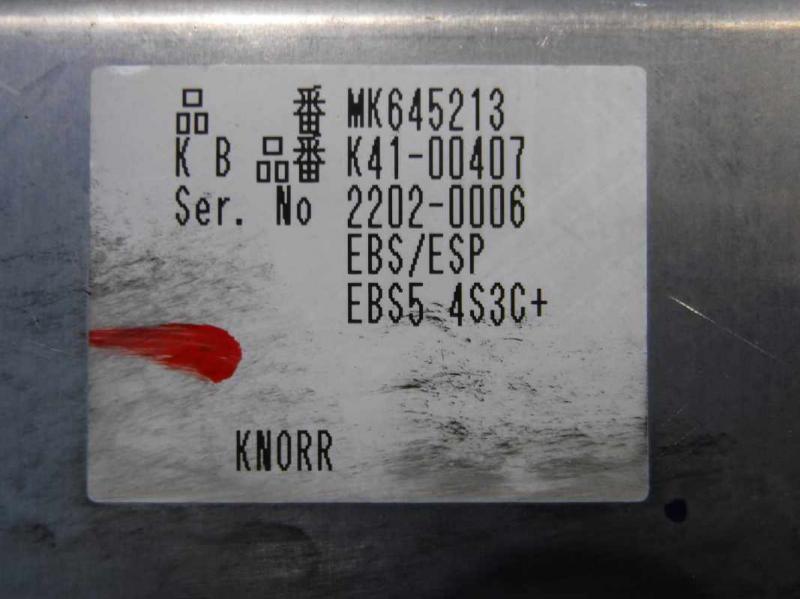 品　番 MK645213
K B 品番 K41-00407
Ser. No 2202-0006
EBS/ESP
EBS5 4S3C+
KNORR